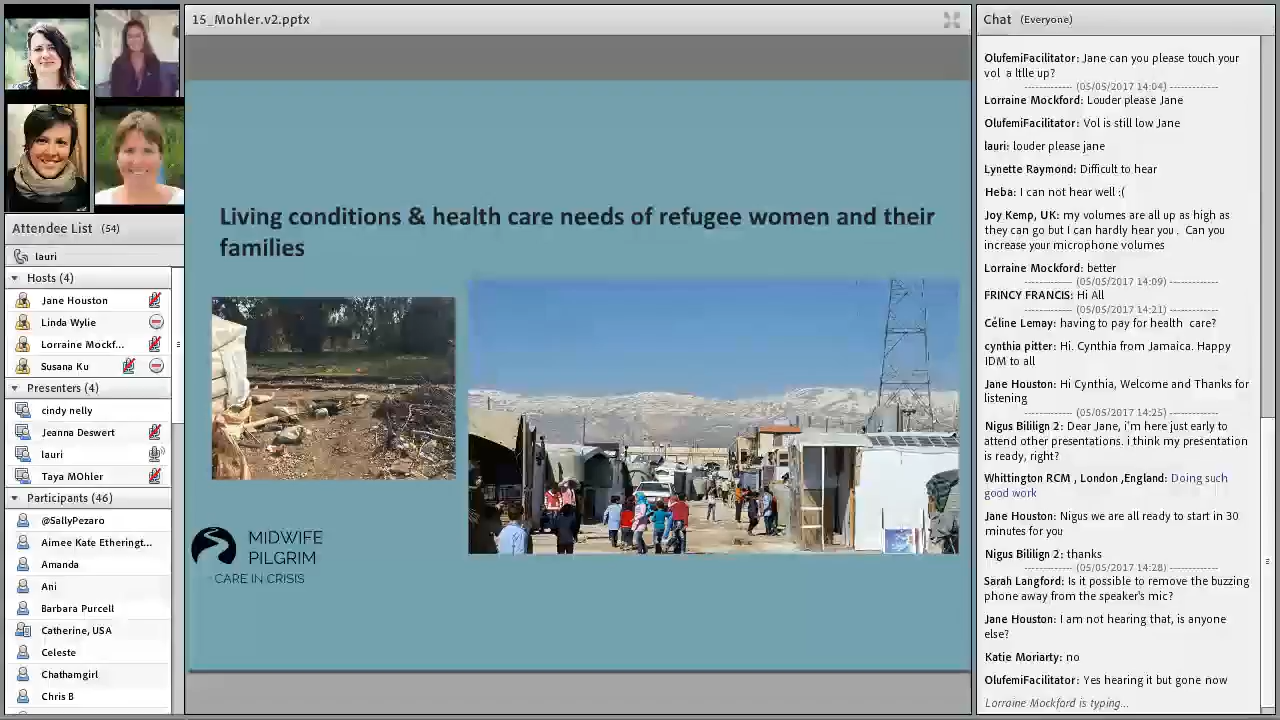 15_Mohler.v2.pptx
Attendee List (54)
lauri
Hosts (4)
Jane Houston
Linda Wylie
Lorraine Mockf...
Susana Ku
Presenters (4)
cindy nelly
Jeanna Deswert
lauri
Taya MOhler
Participants (46)
@SallyPezaro
Aimee Kate Etheringt...
Amanda
Ani
Barbara Purcell
Catherine, USA
Celeste
Chathamgirl
Chris B
Living conditions & health care needs of refugee women and their
families
MIDWIFE
PILGRIM
CARE IN CRISIS
Chat (Everyone)
OlufemiFacilitator: Jane can you please touch your
vol a ltlle up?
------------ (05/05/2017 14:04) ------------
Lorraine Mockford: Louder please Jane
OlufemiFacilitator: Vol is still low Jane
lauri: louder please jane
Lynette Raymond: Difficult to hear
Heba: I can not hear well :(
Joy Kemp, UK: my volumes are all up as high as
they can go but I can hardly hear you . Can you
increase your microphone volumes
Lorraine Mockford: better
------------ (05/05/2017 14:09) ------------
FRINCY FRANCIS: Hi All
------------ (05/05/2017 14:21) ------------
Céline Lemay: having to pay for health care?
cynthia pitter: Hi. Cynthia from Jamaica. Happy
IDM to all
Jane Houston: Hi Cynthia, Welcome and Thanks for
listening
------------ (05/05/2017 14:25) ------------
Nigus Bililign 2: Dear Jane, i'm here just early to
attend other presentations. i think my presentation
is ready, right?
Whittington RCM , London ,England: Doing such
good work
Jane Houston: Nigus we are all ready to start in 30
minutes for you
Nigus Bililign 2: thanks
------------ (05/05/2017 14:28) ------------
Sarah Langford: Is it possible to remove the buzzing
phone away from the speaker's mic?
Jane Houston: I am not hearing that, is anyone
else?
Katie Moriarty: no
OlufemiFacilitator: Yes hearing it but gone now
Lorraine Mockford is typing...